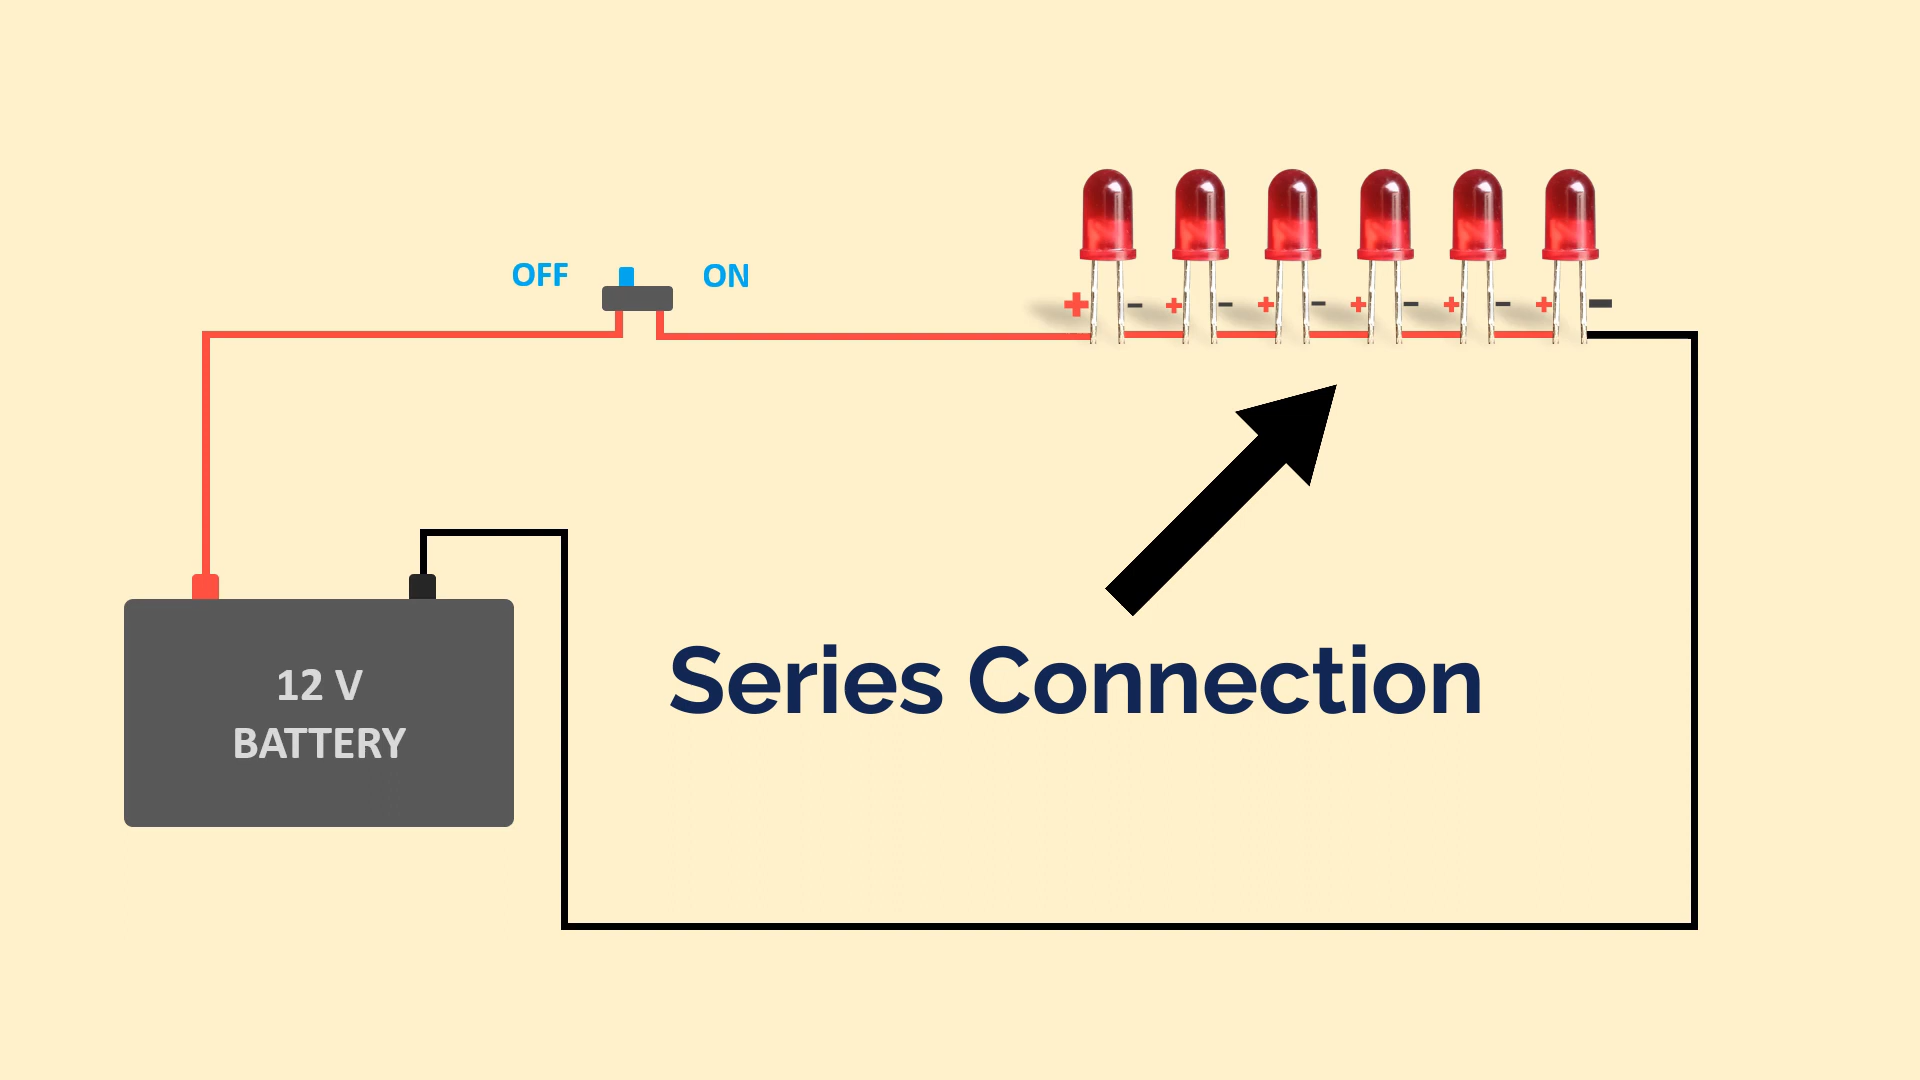 OFF
ON
+ - + - + - + - + - + -
12 V
BATTERY
Series Connection